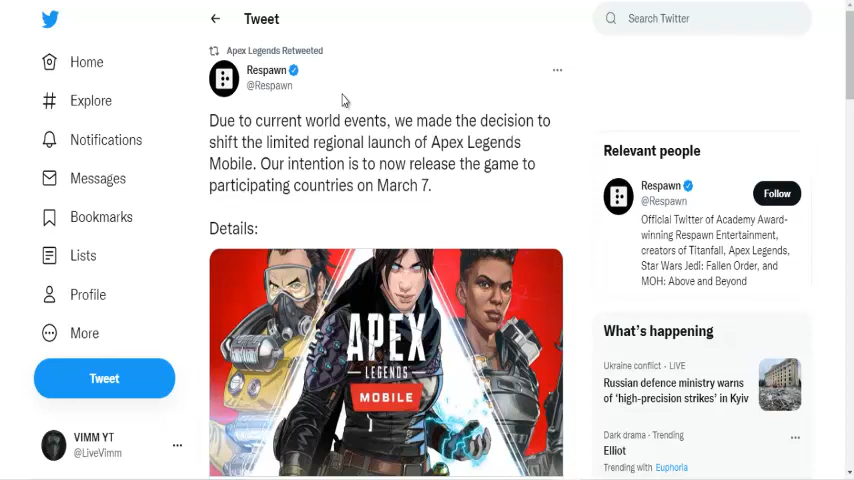 Tweet
Search Twitter
Apex Legends Retweeted
Respawn
@Respawn
Due to current world events, we made the decision to
shift the limited regional launch of Apex Legends
Mobile. Our intention is to now release the game to
participating countries on March 7.
Details:
APEX
LEGENDS
MOBILE
Home
Explore
Notifications
Messages
Bookmarks
Lists
Profile
More
Tweet
VIMM YT
@LiveVimm
Relevant people
Respawn
@Respawn
Follow
Official Twitter of Academy Award-
winning Respawn Entertainment,
creators of Titanfall, Apex Legends,
Star Wars Jedi: Fallen Order, and
MOH: Above and Beyond
What's happening
Ukraine conflict · LIVE
Russian defence ministry warns
of 'high-precision strikes' in Kyiv
Dark drama · Trending
Elliot
Trending with Euphoria